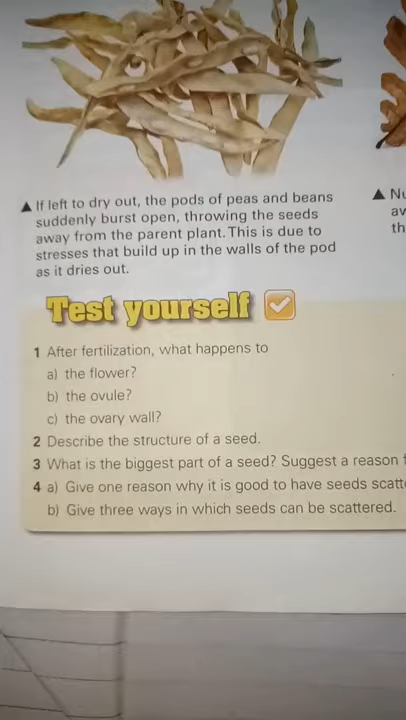 ▲ If left to dry out, the pods of peas and beans
suddenly burst open, throwing the seeds
away from the parent plant. This is due to
stresses that build up in the walls of the pod
as it dries out.
▲
Test yourself
1 After fertilization, what happens to
a) the flower?
b) the ovule?
c) the ovary wall?
2 Describe the structure of a seed.
3 What is the biggest part of a seed? Suggest a reason
4 a) Give one reason why it is good to have seeds
b) Give three ways in which seeds can be scattered.